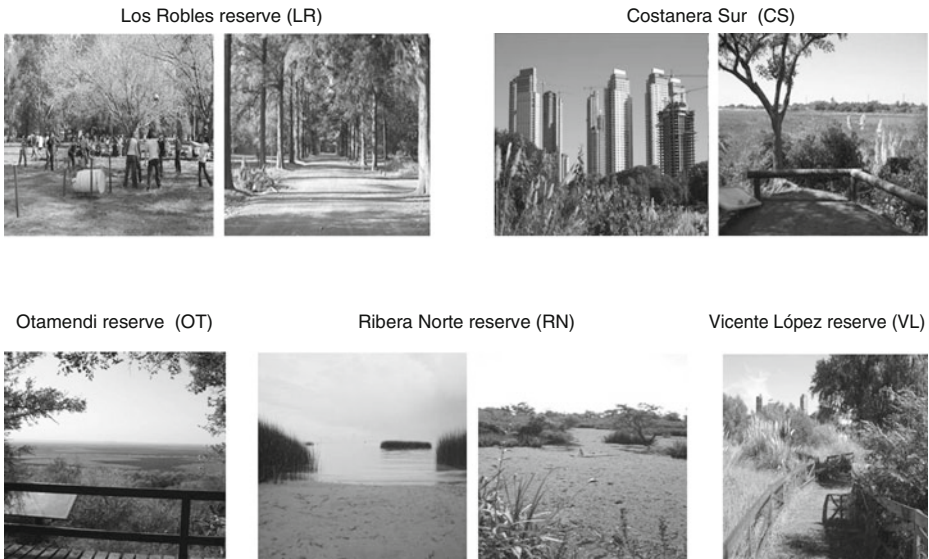 Los Robles reserve (LR)
Costanera Sur (CS)
Otamendi reserve (OT)
Ribera Norte reserve (RN)
Vicente López reserve (VL)